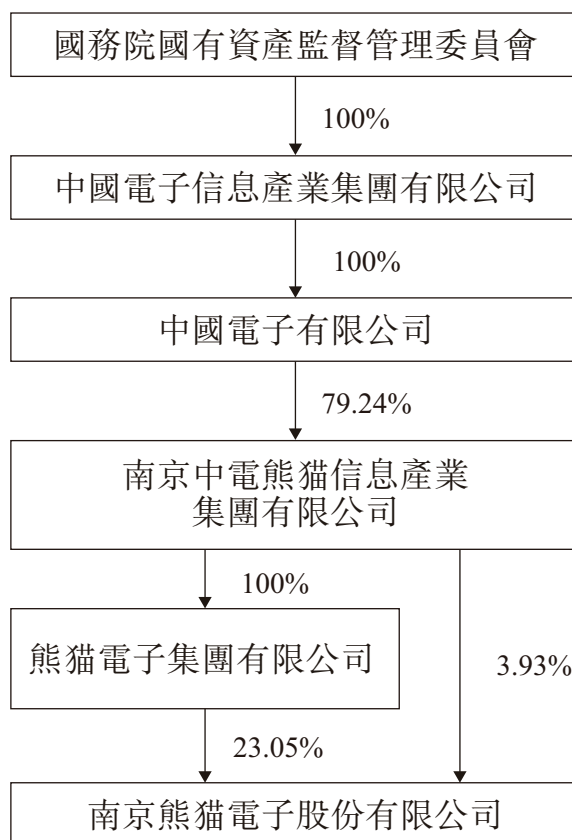 國務院國有資產監督管理委員會
100%
中國電子信息產業集團有限公司
100%
中國電子有限公司
79.24%
南京中電熊猫信息產業
集團有限公司
100%
熊猫電子集團有限公司
3.93%
23.05%
南京熊猫電子股份有限公司